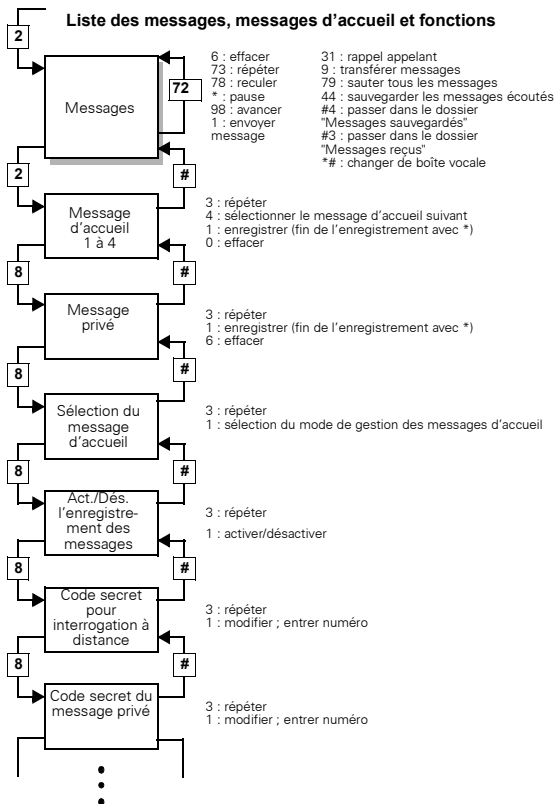 Liste des messages, messages d'accueil et fonctions
2
Messages
72
6 : effacer
73 : répéter
78 : reculer
* : pause
98 : avancer
1 : envoyer
message
31 : rappel appelant
9 : transférer messages
79 : sauter tous les messages
44 : sauvegarder les messages écoutés
#4 : passer dans le dossier
"Messages sauvegardés"
#3 : passer dans le dossier
"Messages reçus"
*# : changer de boîte vocale
2
#
Message
d'accueil
1 à 4
3 : répéter
4 : sélectionner le message d'accueil suivant
1 : enregistrer (fin de l'enregistrement avec *)
0 : effacer
8
#
Message
privé
3 : répéter
1 : enregistrer (fin de l'enregistrement avec *)
6 : effacer
8
#
Sélection du
message
d'accueil
3 : répéter
1 : sélection du mode de gestion des messages d'accueil
8
#
Act./Dés.
l'enregistre-
ment des
messages
3 : répéter
1 : activer/désactiver
8
#
Code secret
pour
interrogation à
distance
3 : répéter
1 : modifier ; entrer numéro
8
#
Code secret du
message privé
3 : répéter
1 : modifier ; entrer numéro